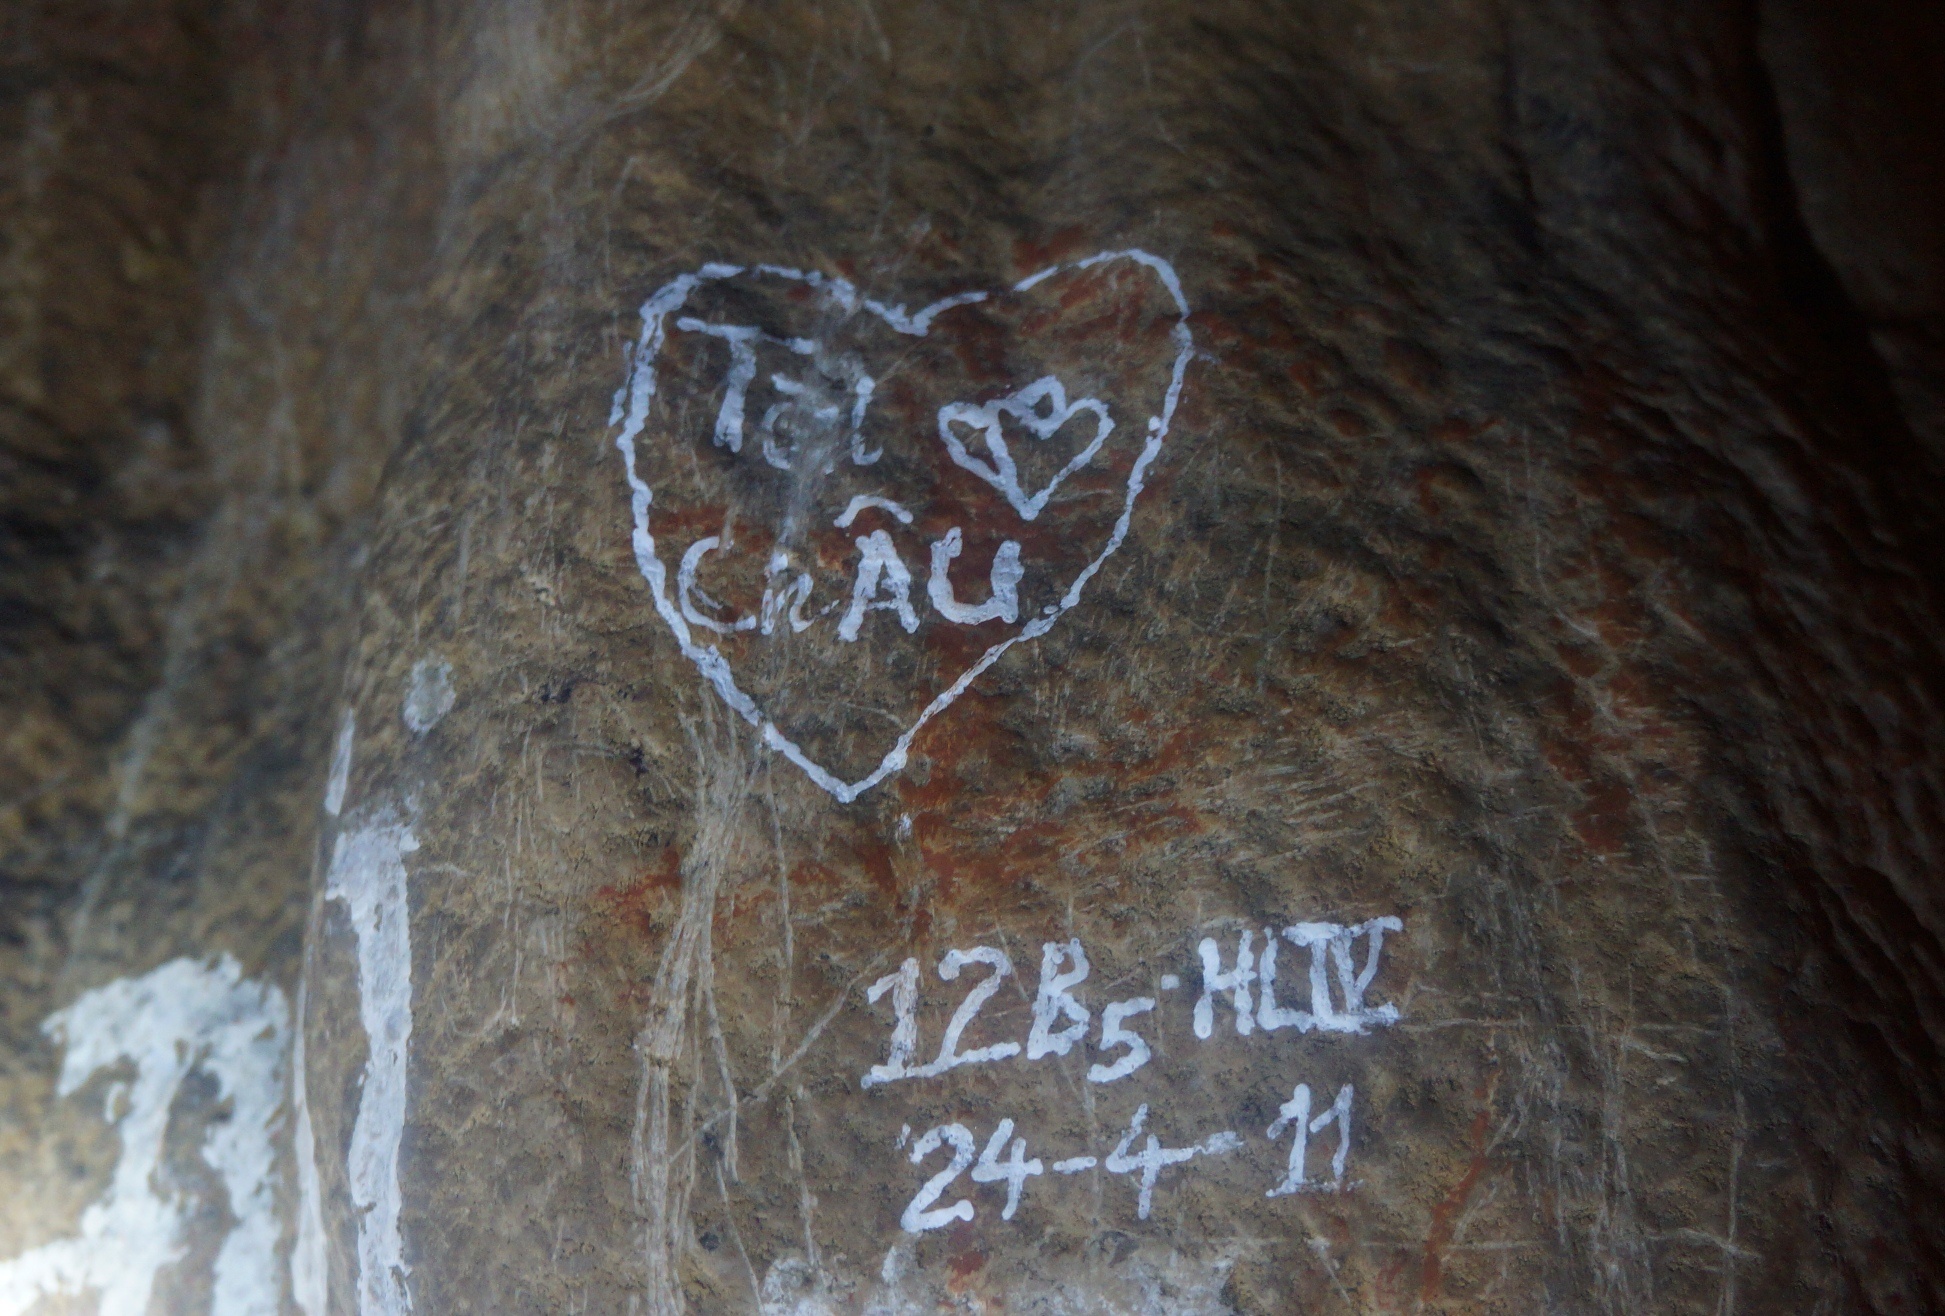 Tài
ChÂU
12B5·HLIV
24-4-11